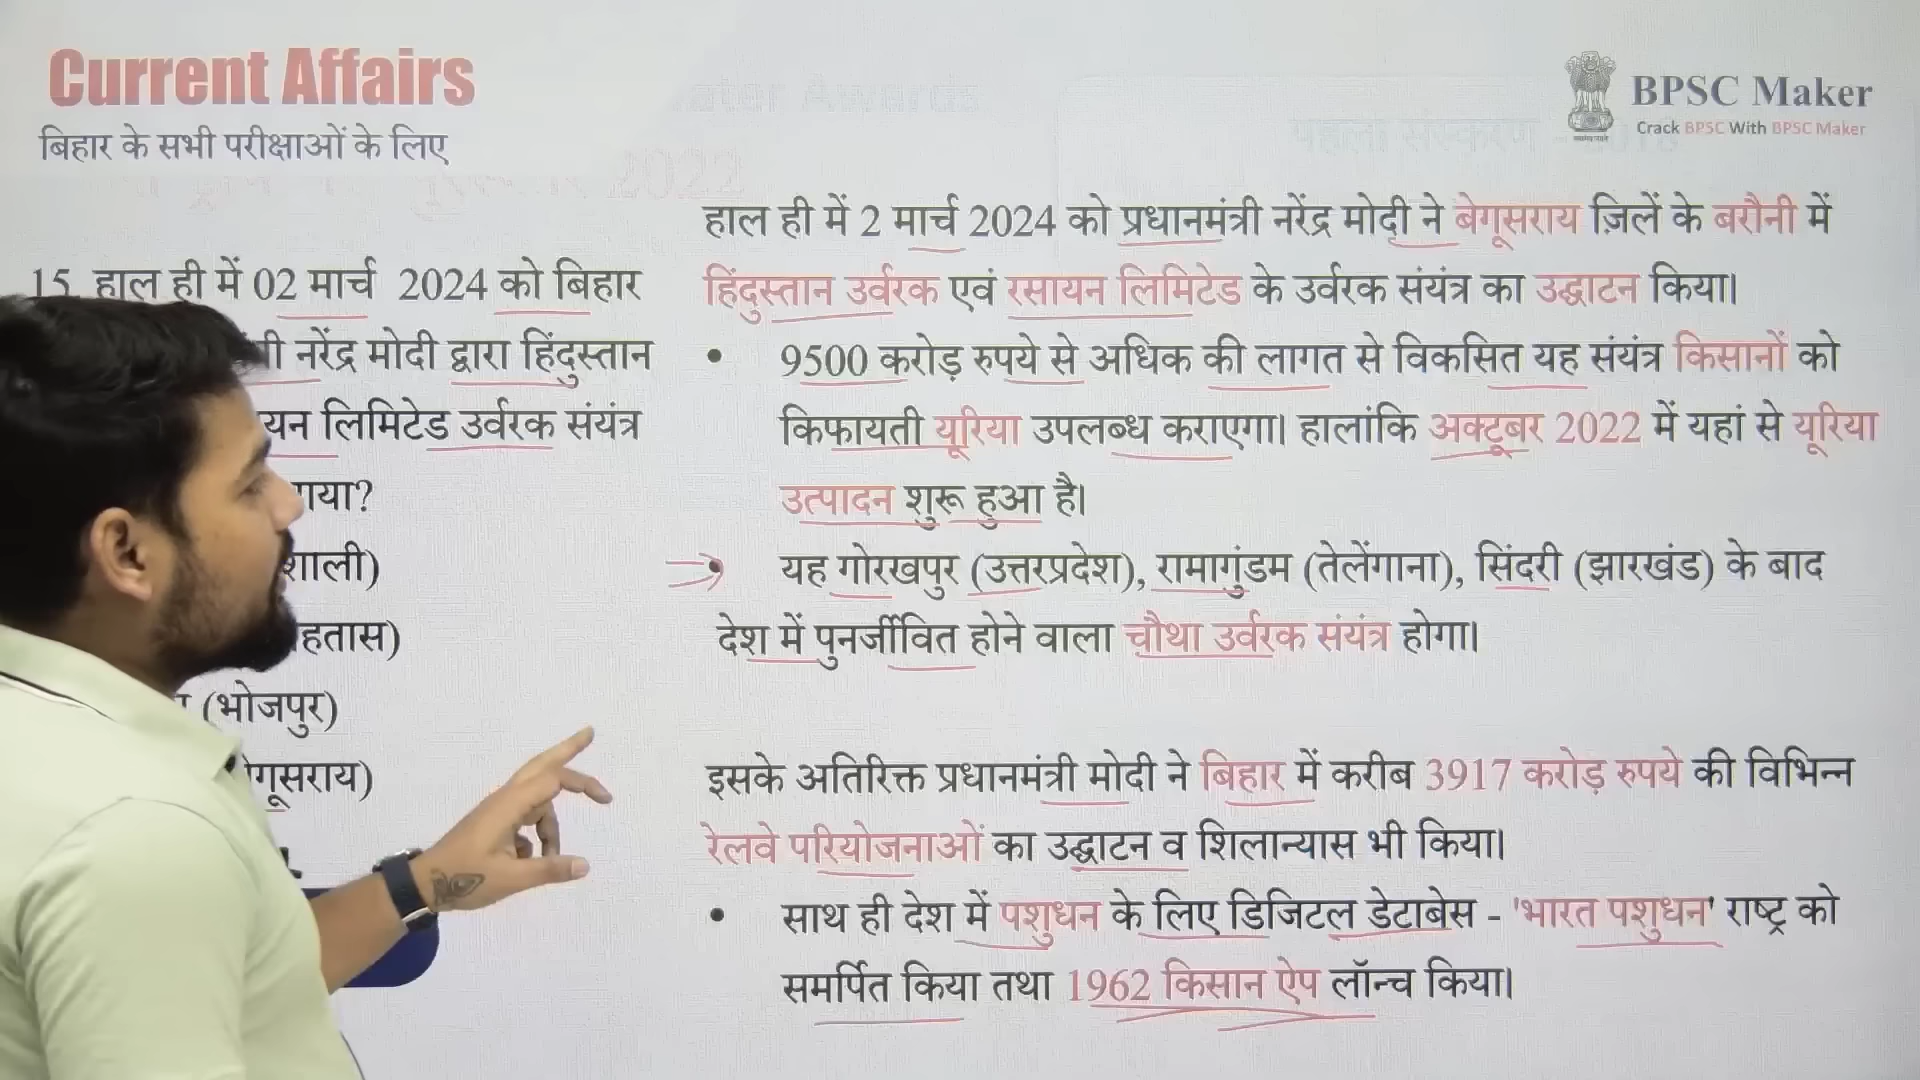 Current Affairs
बिहार के सभी परीक्षाओं के लिए
BPSC Maker
Crack BPSC With BPSC Maker
15. हाल ही में 02 मार्च 2024 को बिहार
नरेंद्र मोदी द्वारा हिंदुस्तान
लिमिटेड उर्वरक संयंत्र
गया?
(भोजपुर)
हाल ही में 2 मार्च 2024 को प्रधानमंत्री नरेंद्र मोदी ने बेगूसराय ज़िलें के बरौनी में
हिंदुस्तान उर्वरक एवं रसायन लिमिटेड के उर्वरक संयंत्र का उद्घाटन किया।
• 9500 करोड़ रुपये से अधिक की लागत से विकसित यह संयंत्र किसानों को
किफायती यूरिया उपलब्ध कराएगा। हालांकि अक्टूबर 2022 में यहां से यूरिया
उत्पादन शुरू हुआ है।
• यह गोरखपुर (उत्तरप्रदेश), रामागुंडम (तेलेंगाना), सिंदरी (झारखंड) के बाद
देश में पुनर्जीवित होने वाला चौथा उर्वरक संयंत्र होगा।
इसके अतिरिक्त प्रधानमंत्री मोदी ने बिहार में करीब 3917 करोड़ रुपये की विभिन्न
रेलवे परियोजनाओं का उद्घाटन व शिलान्यास भी किया।
• साथ ही देश में पशुधन के लिए डिजिटल डेटाबेस - 'भारत पशुधन' राष्ट्र को
समर्पित किया तथा 1962 किसान ऐप लॉन्च किया।